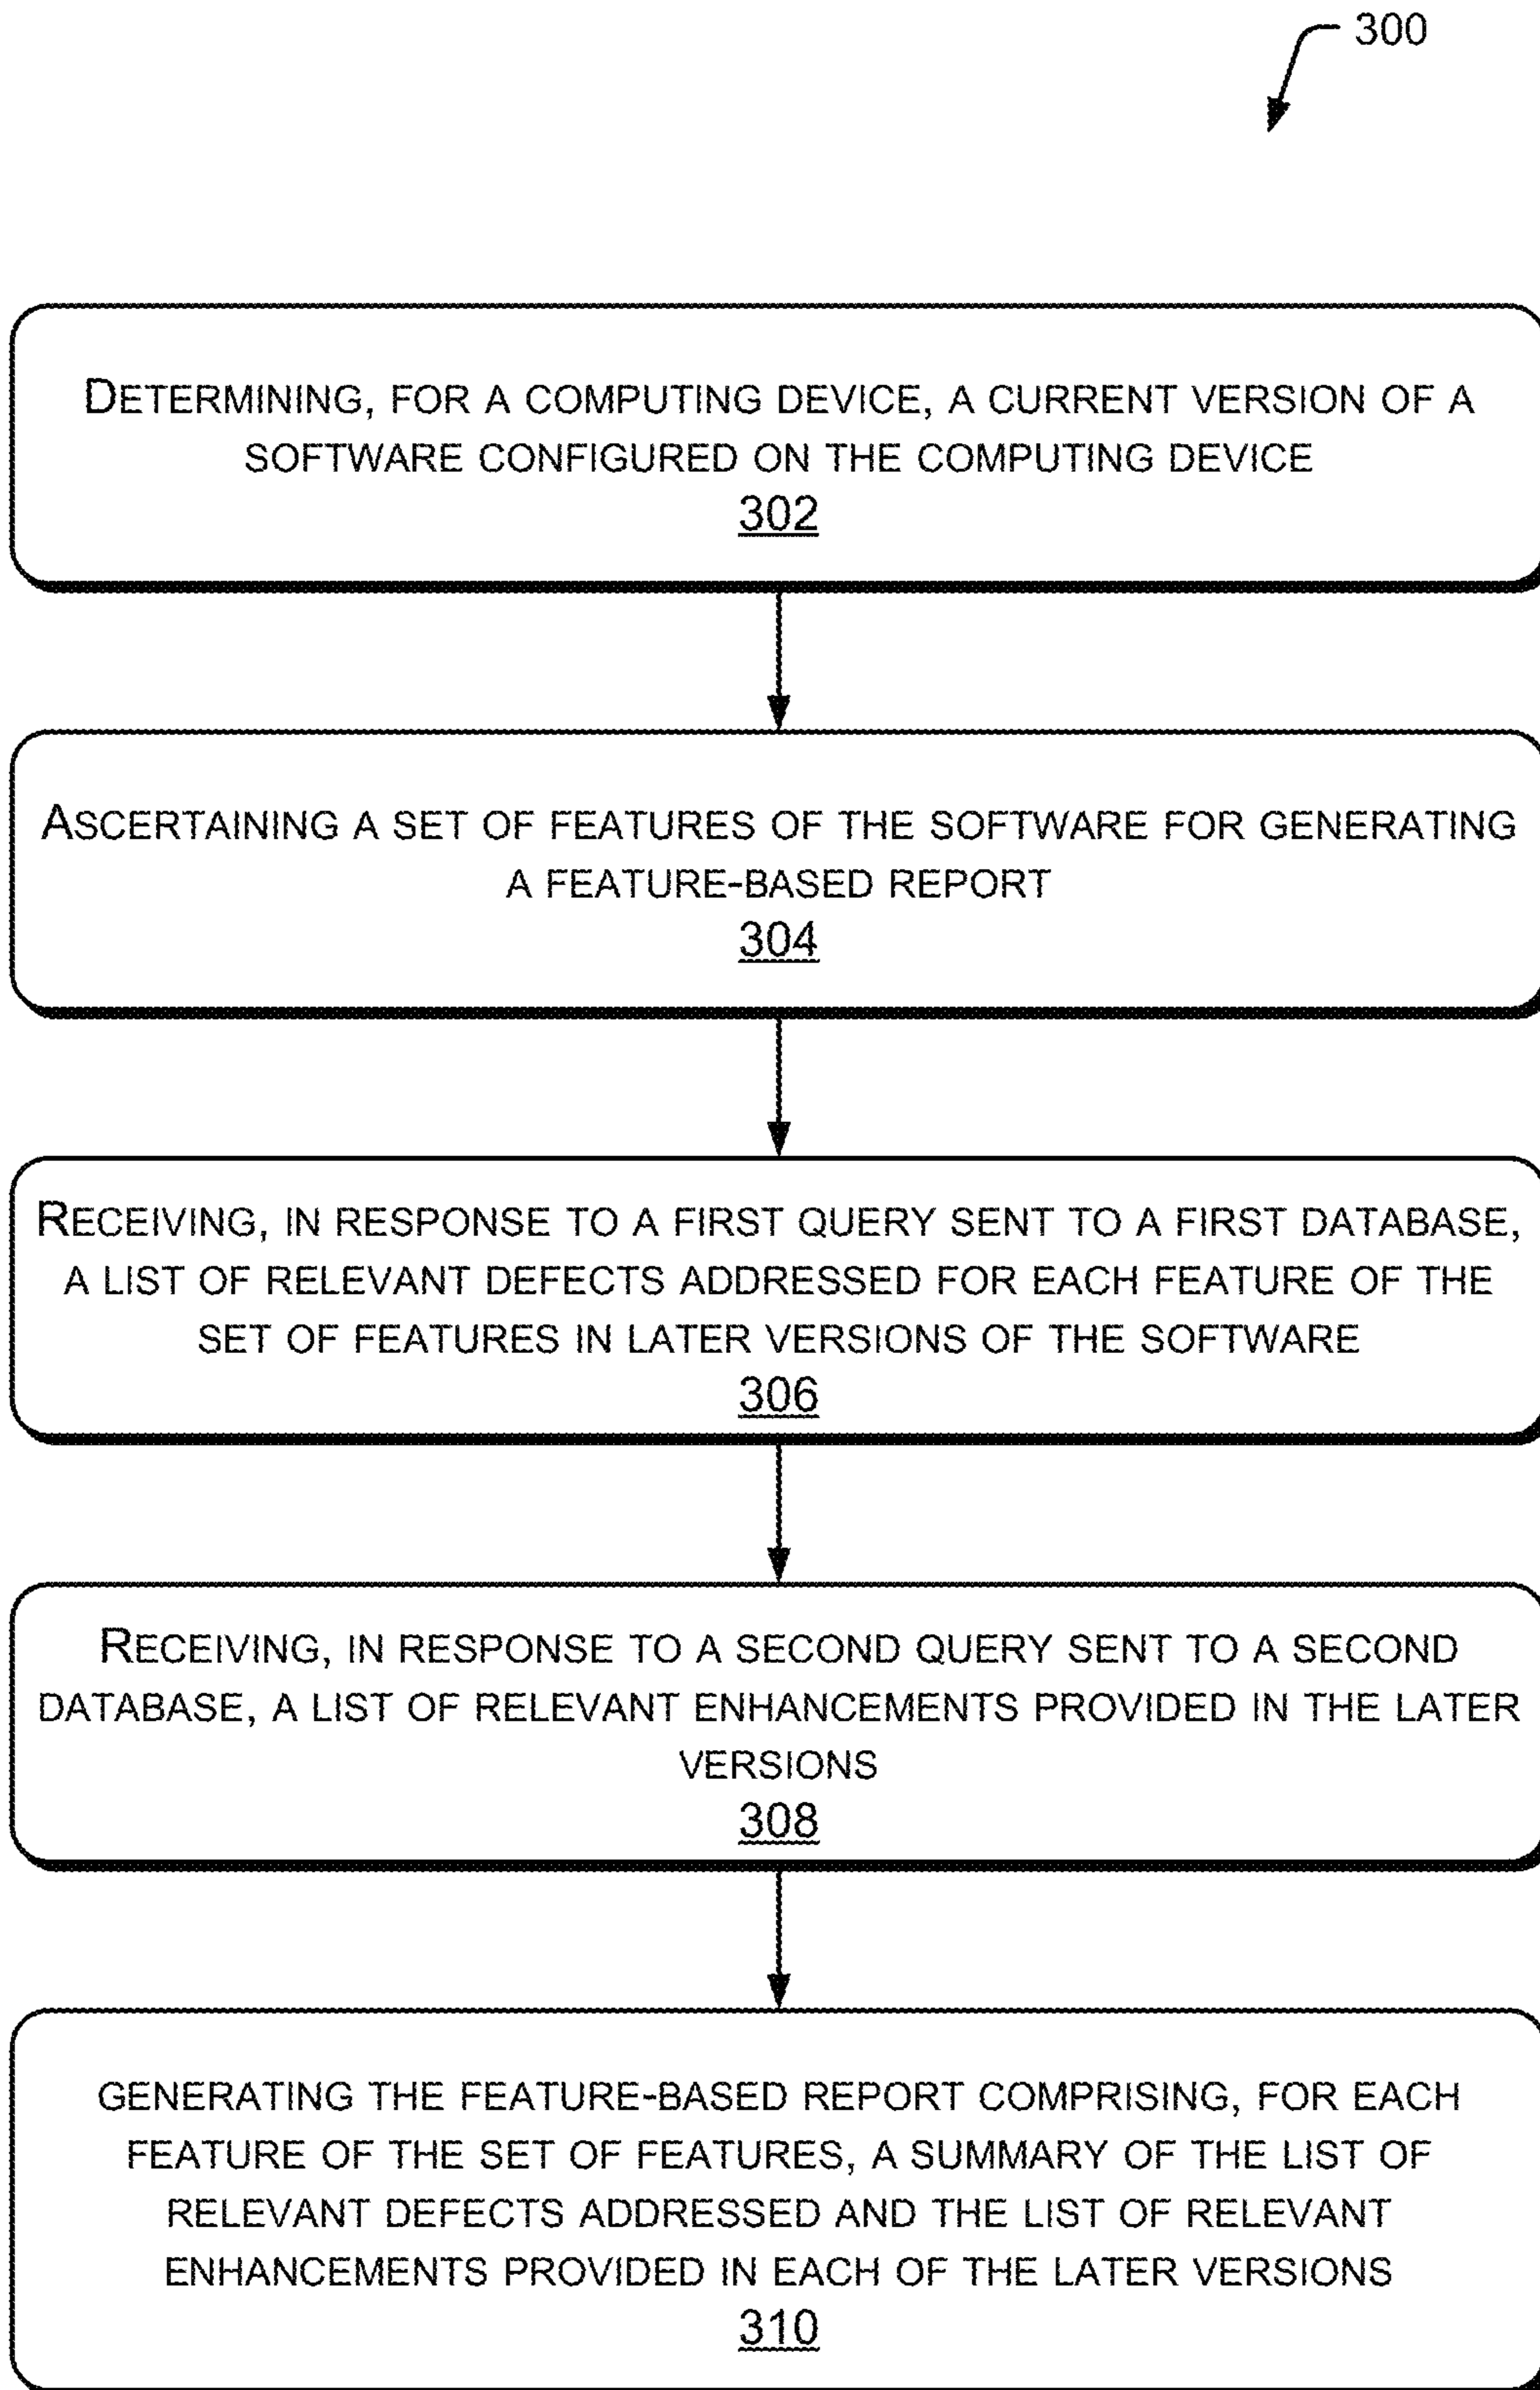 300
DETERMINING, FOR A COMPUTING DEVICE, A CURRENT VERSION OF A
SOFTWARE CONFIGURED ON THE COMPUTING DEVICE
302
ASCERTAINING A SET OF FEATURES OF THE SOFTWARE FOR GENERATING
A FEATURE-BASED REPORT
304
RECEIVING, IN RESPONSE TO A FIRST QUERY SENT TO A FIRST DATABASE,
A LIST OF RELEVANT DEFECTS ADDRESSED FOR EACH FEATURE OF THE
SET OF FEATURES IN LATER VERSIONS OF THE SOFTWARE
306
RECEIVING, IN RESPONSE TO A SECOND QUERY SENT TO A SECOND
DATABASE, A LIST OF RELEVANT ENHANCEMENTS PROVIDED IN THE LATER
VERSIONS
308
GENERATING THE FEATURE-BASED REPORT COMPRISING, FOR EACH
FEATURE OF THE SET OF FEATURES, A SUMMARY OF THE LIST OF
RELEVANT DEFECTS ADDRESSED AND THE LIST OF RELEVANT
ENHANCEMENTS PROVIDED IN EACH OF THE LATER VERSIONS
310